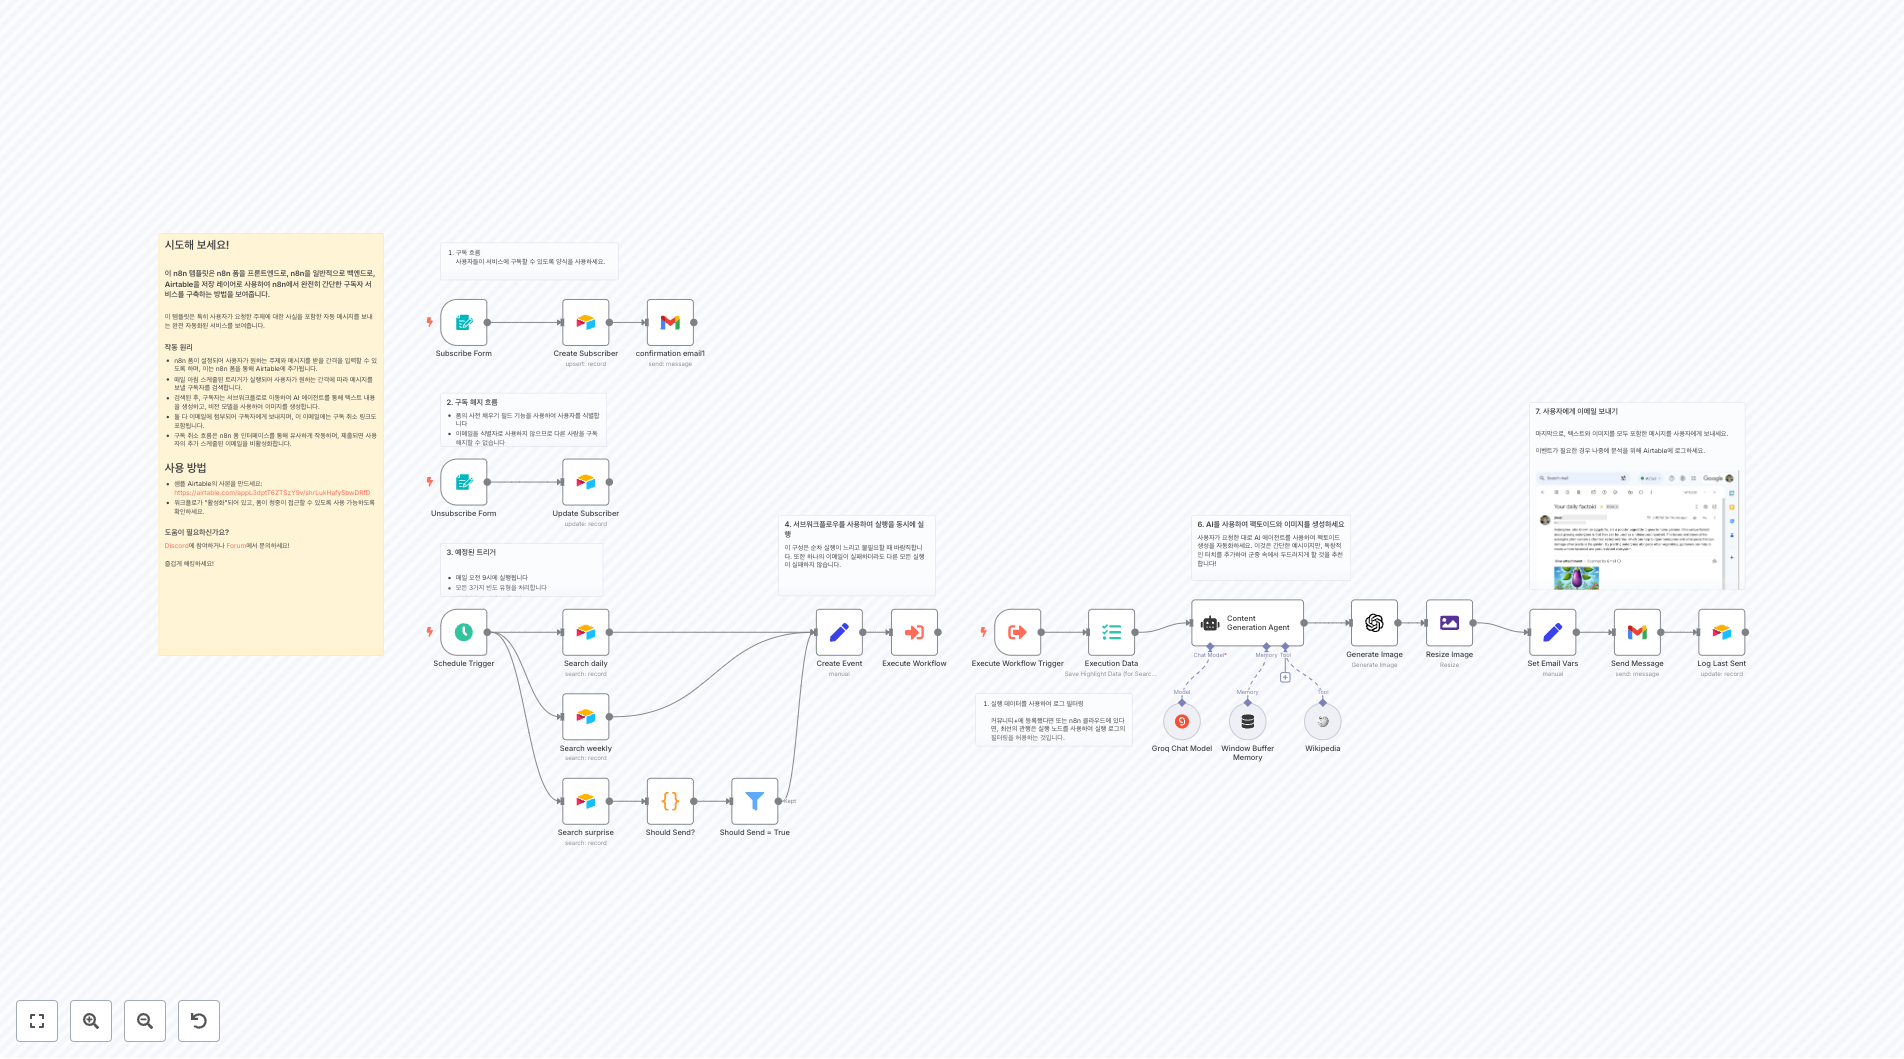 시도해 보세요!
이 n8n 템플릿은 n8n 폼을 프론트엔드로, n8n을 일반적으로 백엔드로,
Airtable을 저장 레이어로 사용하여 n8n에서 완전히 간단한 구독자 서
비스를 구축하는 방법을 보여줍니다.
이 템플릿은 특히 사용자가 요청한 주제에 대한 사실을 포함한 자동 메시지를 보내
는 완전 자동화된 서비스를 보여줍니다.
작동 원리
n8n 폼이 설정되어 사용자가 원하는 주제와 메시지를 받을 간격을 입력할 수 있
도록 하며, 이는 n8n 폼을 통해 Airtable에 추가됩니다.
매일 아침 스케줄된 트리거가 실행되어 사용자가 원하는 간격에 따라 메시지를
보낼 구독자를 검색합니다.
검색된 후, 구독자는 서브워크플로로 이동하여 AI 에이전트를 통해 텍스트 내용
을 생성하고, 비전 모델을 사용하여 이미지를 생성합니다.
둘 다 이메일에 첨부되어 구독자에게 보내지며, 이 이메일에는 구독 취소 링크도
포함됩니다.
구독 취소 흐름은 n8n 폼 인터페이스를 통해 유사하게 작동하며, 제출되면 사용
자의 추가 스케줄된 이메일을 비활성화합니다.
사용 방법
샘플 Airtable의 사본을 만드세요:
워크플로가 "활성화"되어 있고, 폼이 청중이 접근할 수 있도록 사용 가능하도록
확인하세요.
도움이 필요하신가요?
Discord에 참여하거나 Forum에서 문의하세요!
즐겁게 해킹하세요!
1. 구독 흐름
사용자들이 서비스에 구독할 수 있도록 양식을 사용하세요.
Subscribe Form
Create Subscriber
upsert: record
confirmation email1
send: message
2. 구독 해지 흐름
폼의 사전 채우기 필드 기능을 사용하여 사용자를 식별합
니다
이메일을 식별자로 사용하지 않으므로 다른 사람을 구독
해지할 수 없습니다
Unsubscribe Form
Update Subscriber
update: record
3. 예정된 트리거
매일 오전 9시에 실행됩니다
모든 3가지 빈도 유형을 처리합니다
Schedule Trigger
Search daily
search: record
Search weekly
search: record
Search surprise
search: record
Should Send?
Should Send = True
Kept
4. 서브워크플로우를 사용하여 실행을 동시에 실
행
이 구성은 순차 실행이 느리고 불필요할 때 바람직합니
다. 또한 하나의 이메일이 실패하더라도 다른 모든 실행
이 실패하지 않습니다.
Create Event
manual
Execute Workflow
Execute Workflow Trigger
Execution Data
Save Highlight Data (for Searc...
1. 실행 데이터를 사용하여 로그 필터링
커뮤니티+에 등록했다면 또는 n8n 클라우드에 있다
면, 최선의 관행은 실행 노드를 사용하여 실행 로그의
필터링을 허용하는 것입니다.
6. AI를 사용하여 팩토이드와 이미지를 생성하세요
사용자가 요청한 대로 AI 에이전트를 사용하여 팩토이드
생성을 자동화하세요. 이것은 간단한 예시이지만, 독창적
인 터치를 추가하여 군중 속에서 두드러지게 할 것을 추천
합니다!
Content
Generation Agent
Chat Model*
Memory
Tool
Model
Memory
Tool
Groq Chat Model
Window Buffer
Memory
Wikipedia
Generate Image
Generate Image
Resize Image
Resize
7. 사용자에게 이메일 보내기
마지막으로, 텍스트와 이미지를 모두 포함한 메시지를 사용자에게 보내세요.
이벤트가 필요한 경우 나중에 분석을 위해 Airtable에 로그하세요.
Search mail
Google
Your daily factoid
Set Email Vars
manual
Send Message
send: message
Log Last Sent
update: record